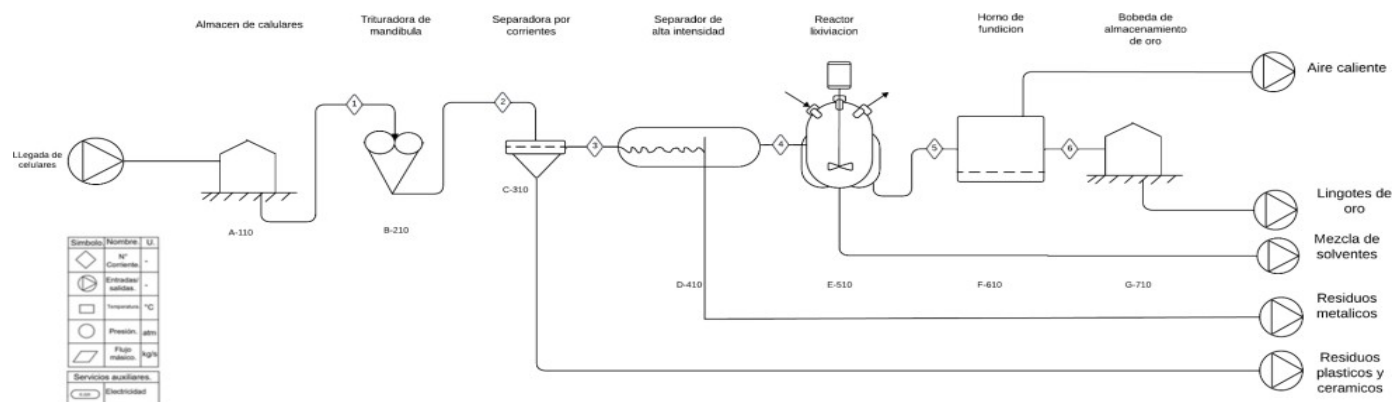 Almacen de calulares
Trituradora de
mandibula
Separadora por
corrientes
Separador de
alta intensidad
Reactor
lixiviacion
Horno de
fundicion
Bobeda de
almacenamiento
de oro
Aire caliente
LLegada de
celulares
1
2
3
4
5
6
A-110
B-210
C-310
D-410
E-510
F-610
G-710
Lingotes de
oro
Mezcla de
solventes
Residuos
metalicos
Residuos
plasticos y
ceramicos
Simbolo. Nombre. U.
N°
Corriente. -
Entradas/
salidas. -
Temperatura °C
Presión. atm
Flujo
másico. kg/s
Servicios auxiliares.
Electricidad